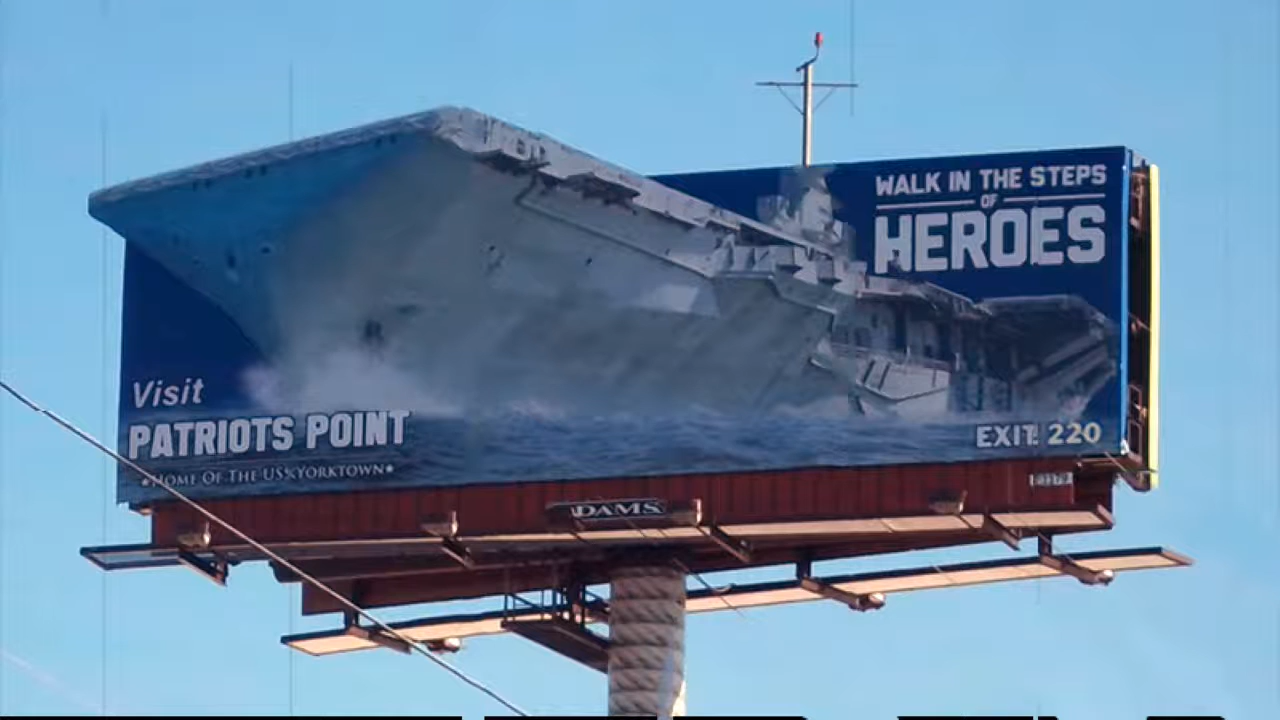 WALK IN THE STEPS
OF
HEROES
Visit
PATRIOTS POINT
HOME OF THE USS YORKTOWN
EXIT 220
ADAMS